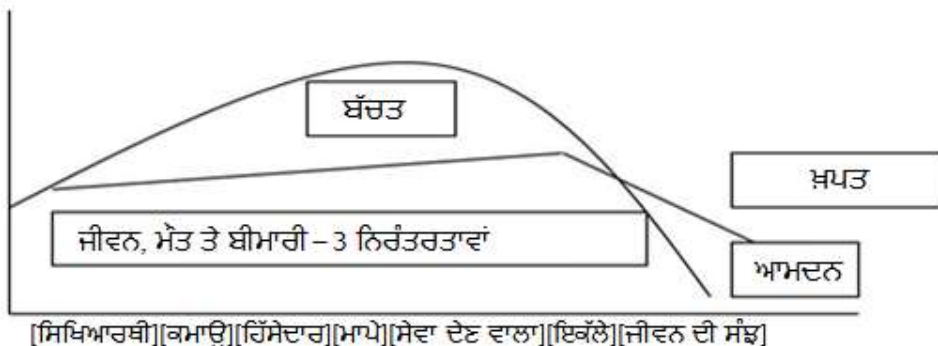 ਬੱਚਤ
ਖ਼ਪਤ
ਜੀਵਨ, ਮੌਤ ਤੇ ਬੀਮਾਰੀ – 3 ਨਿਰੰਤਰਤਾਵਾਂ
ਆਮਦਨ
[ਸਿਖਿਆਰਥੀ][ਕਮਾਊ][ਹਿੱਸੇਦਾਰ][ਮਾਪੇ][ਸੇਵਾ ਦੇਣ ਵਾਲਾ][ਇਕੱਲੇ][ਜੀਵਨ ਦੀ ਸੰਝ]